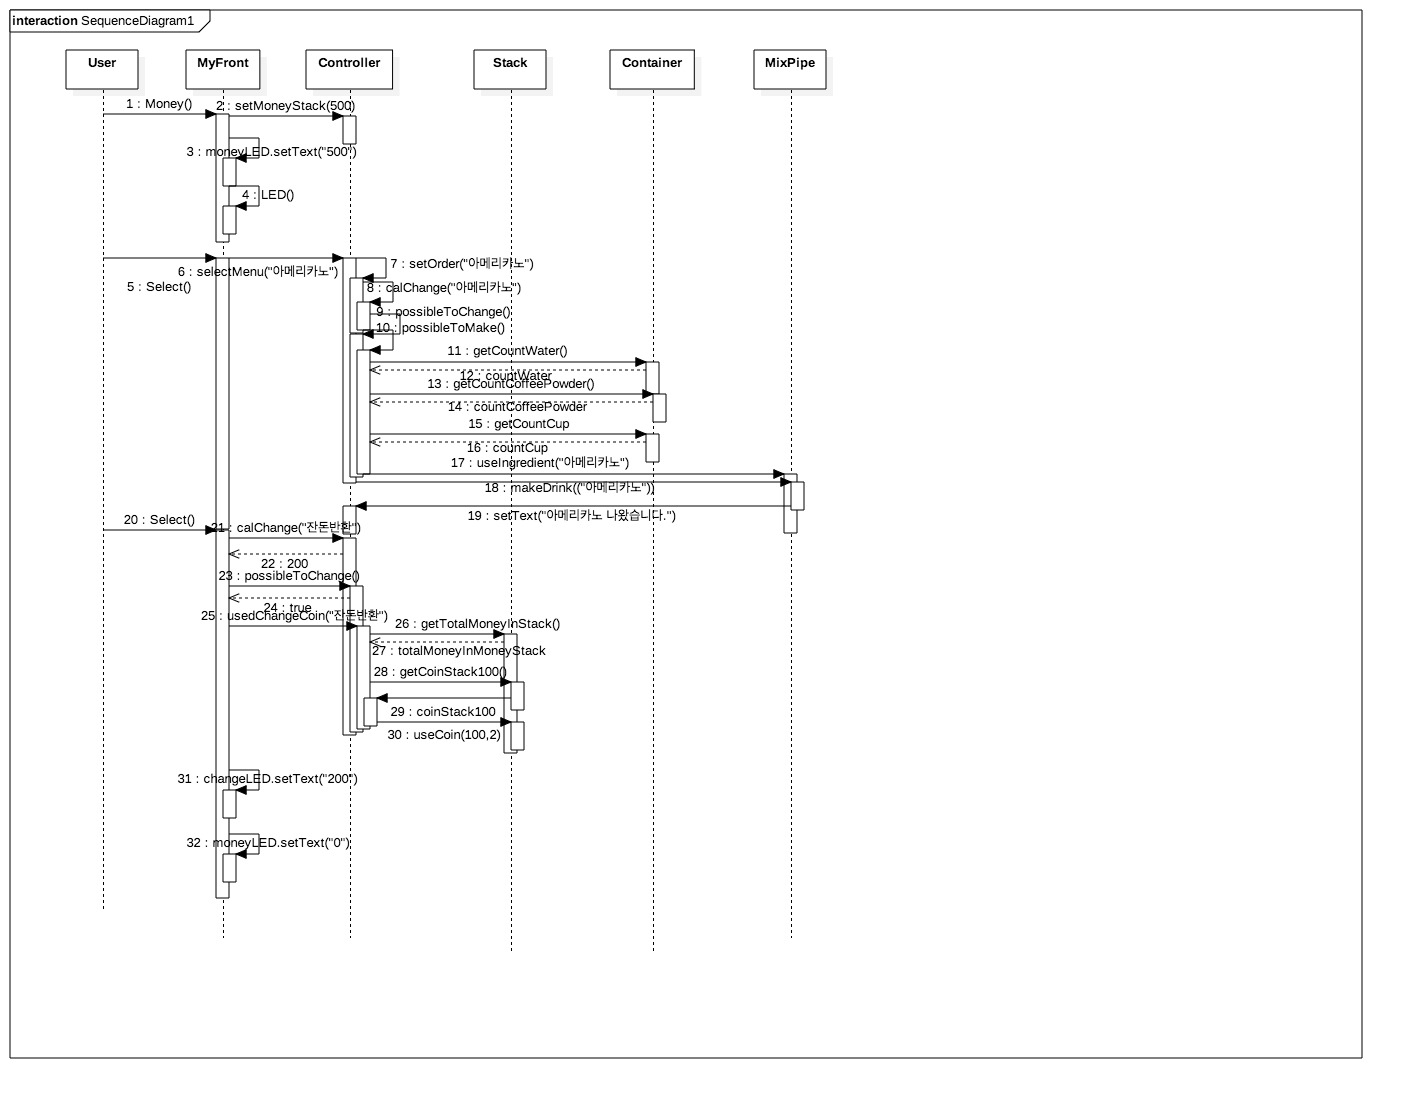 interaction SequenceDiagram1
User
MyFront
Controller
Stack
Container
MixPipe
1 : Money()
2 : setMoneyStack(500)
3 : moneyLED.setText("500")
4 : LED()
6 : selectMenu("아메리카노")
5 : Select()
7 : setOrder("아메리카노")
8 : calChange("아메리카노")
9 : possibleToChange()
10 : possibleToMake()
11 : getCountWater()
12 : countWater
13 : getCountCoffeePowder()
14 : countCoffeePowder
15 : getCountCup
16 : countCup
17 : useIngredient("아메리카노")
18 : makeDrink(("아메리카노"))
19 : setText("아메리카노 나왔습니다.")
20 : Select()
21 : calChange("잔돈반환")
22 : 200
23 : possibleToChange()
24 : true
25 : usedChangeCoin("잔돈반환")
26 : getTotalMoneyInStack()
27 : totalMoneyInMoneyStack
28 : getCoinStack100()
29 : coinStack100
30 : useCoin(100,2)
31 : changeLED.setText("200")
32 : moneyLED.setText("0")